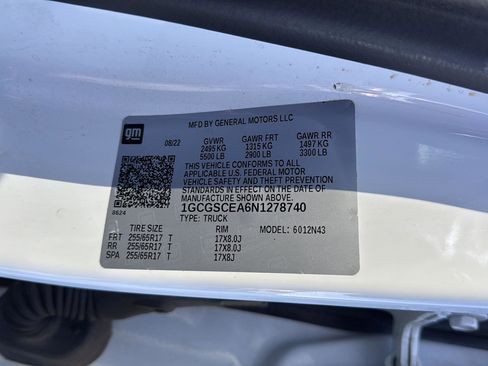 gm
MFD BY GENERAL MOTORS LLC
08/22
GVWR GAWR FRT GAWR RR
2495 KG 1315 KG 1497 KG
5500 LB 2900 LB 3300 LB
THIS VEHICLE CONFORMS TO ALL
APPLICABLE U.S. FEDERAL MOTOR
VEHICLE SAFETY AND BUMPER
STANDARDS IN EFFECT ON THE DATE
OF MANUFACTURE SHOWN ABOVE.
1GCGSCEA6N1278740
8624
TYPE: TRUCK
TIRE SIZE RIM MODEL: 6012N43
FRT 255/65R17 T 17X8.0J
RR 255/65R17 T 17X8.0J
SPA 255/65R17 T 17X8J